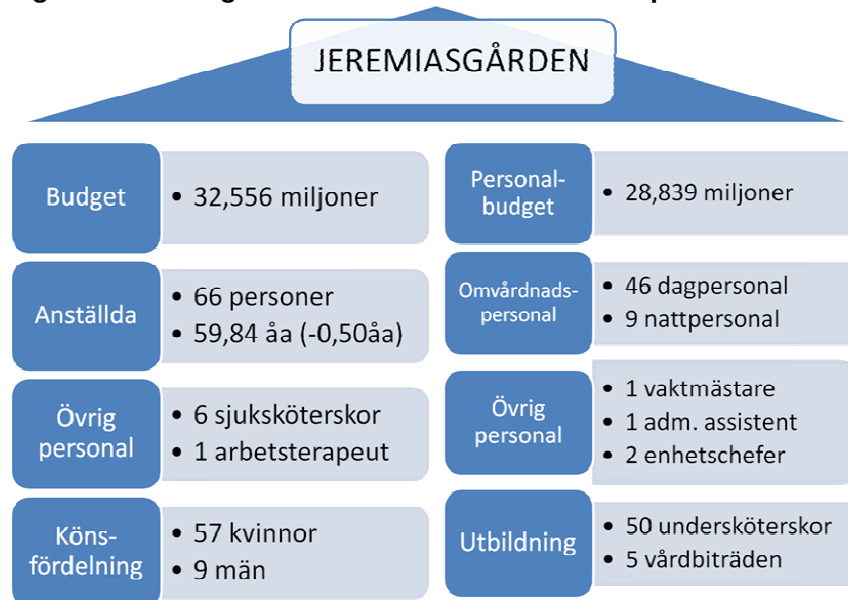 JEREMIASGÅRDEN
Budget
• 32,556 miljoner
Personal-
budget
• 28,839 miljoner
Anställda
• 66 personer
• 59,84 åa (-0,50åa)
Omvårdnads-
personal
• 46 dagpersonal
• 9 nattpersonal
Övrig
personal
• 6 sjuksköterskor
• 1 arbetsterapeut
Övrig
personal
• 1 vaktmästare
• 1 adm. assistent
• 2 enhetschefer
Köns-
fördelning
• 57 kvinnor
• 9 män
Utbildning
• 50 undersköterskor
• 5 vårdbiträden